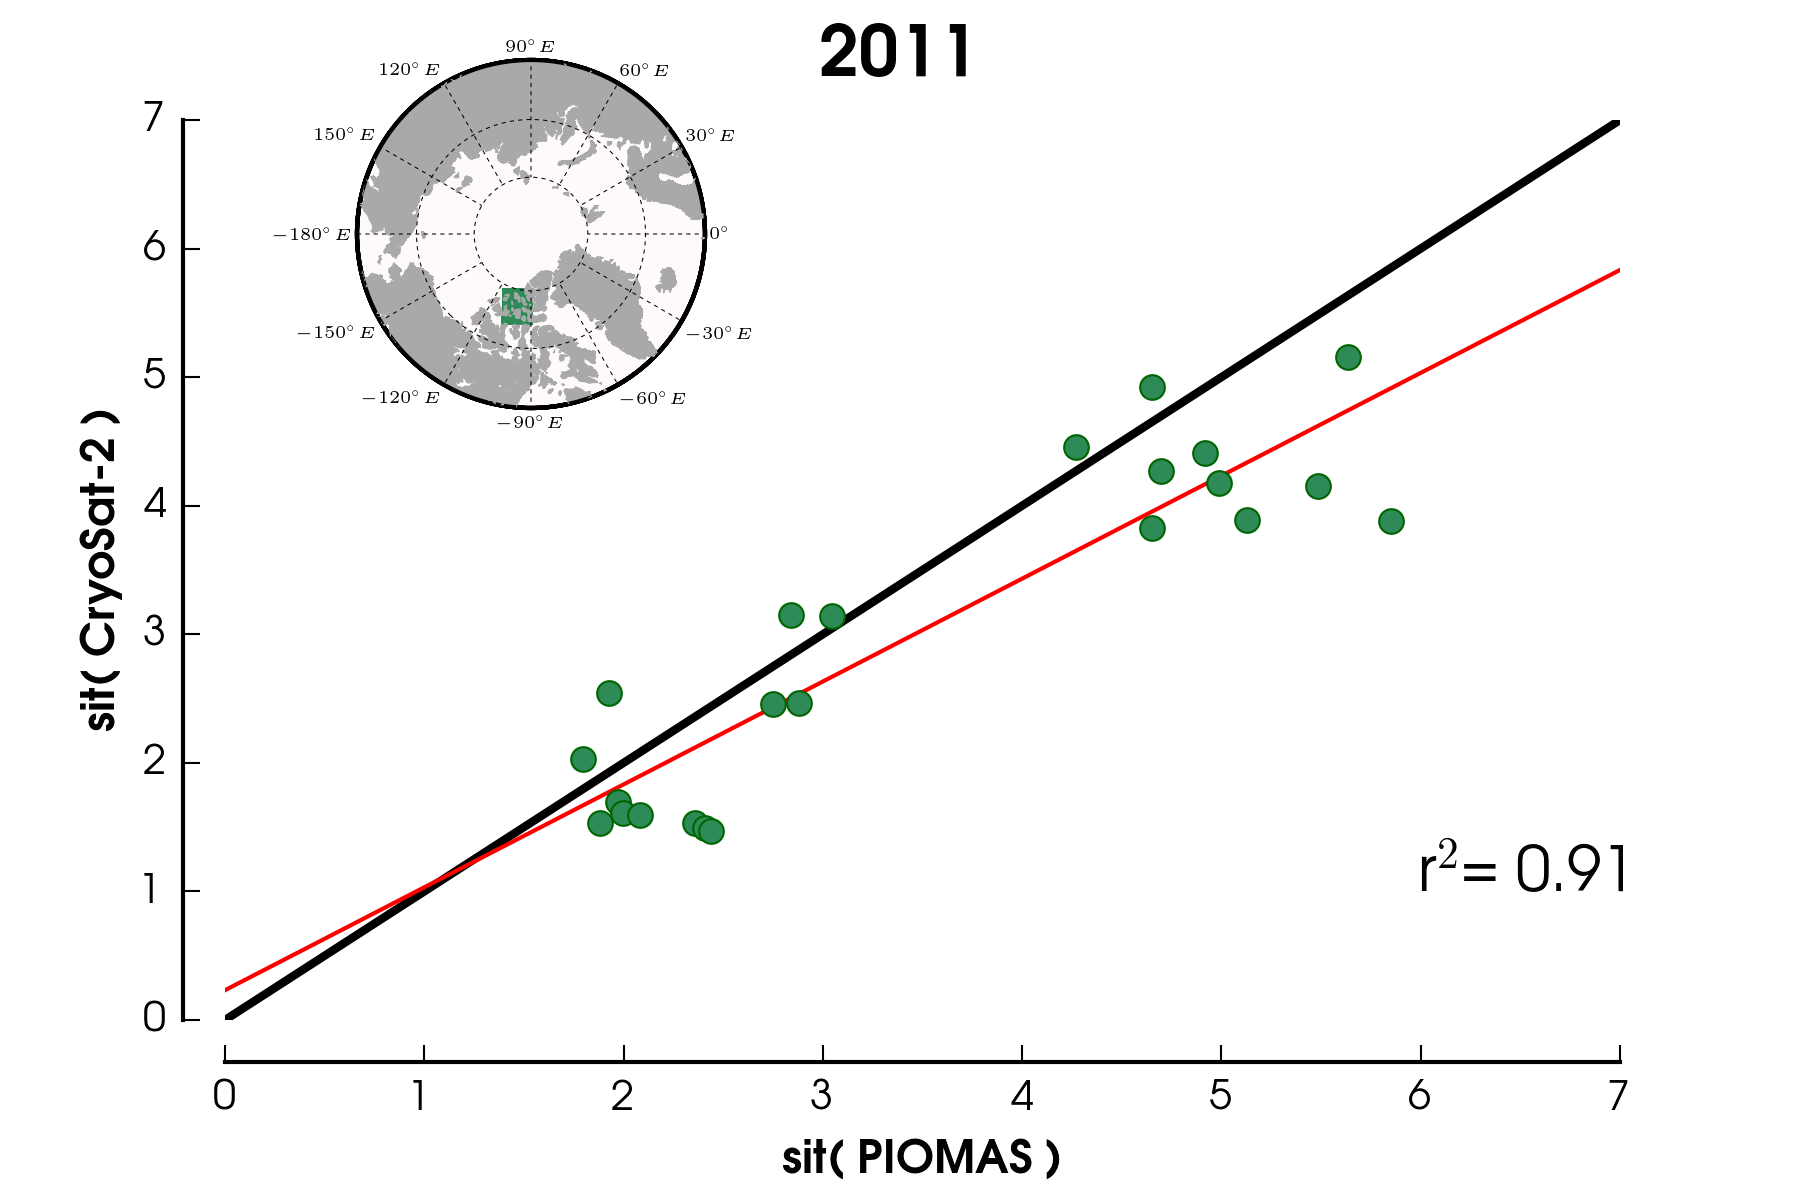 2011
90° E
120° E
60° E
150° E
30° E
−180° E
0°
−150° E
−30° E
−120° E
−60° E
−90° E
7
6
5
4
3
2
1
0
sit( CryoSat-2 )
r²= 0.91
0 1 2 3 4 5 6 7
sit( PIOMAS )